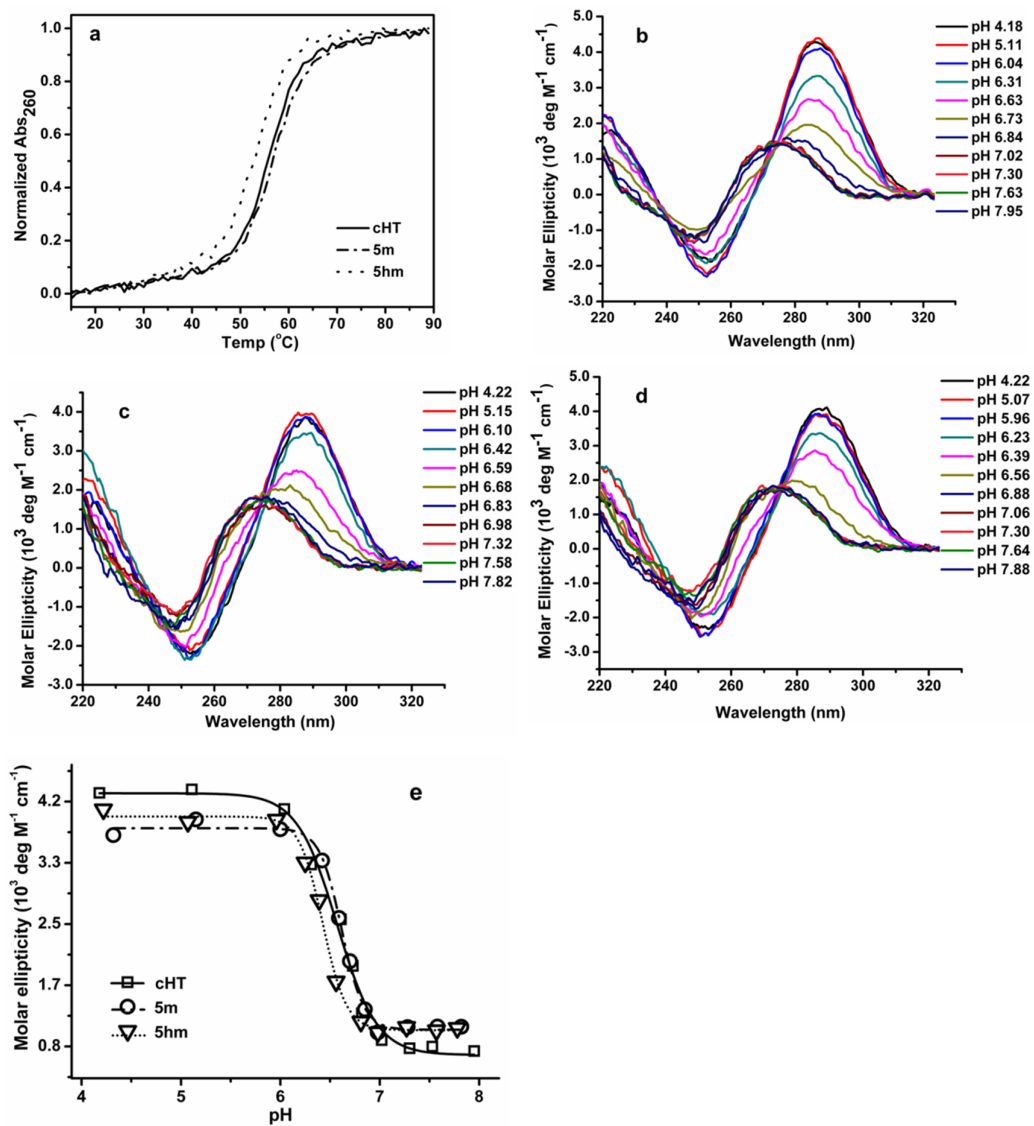 a
Normalized Abs260
1.0
0.8
0.6
0.4
0.2
0.0
cHT
5m
5hm
20 30 40 50 60 70 80 90
Temp (°C)
b
Molar Ellipticity (10³ deg M⁻¹ cm⁻¹)
5.0
4.0
3.0
2.0
1.0
0.0
-1.0
-2.0
-3.0
220 240 260 280 300 320
Wavelength (nm)
pH 4.18
pH 5.11
pH 6.04
pH 6.31
pH 6.63
pH 6.73
pH 6.84
pH 7.02
pH 7.30
pH 7.63
pH 7.95
c
Molar Ellipticity (10³ deg M⁻¹ cm⁻¹)
4.0
3.0
2.0
1.0
0.0
-1.0
-2.0
-3.0
220 240 260 280 300 320
Wavelength (nm)
pH 4.22
pH 5.15
pH 6.10
pH 6.42
pH 6.59
pH 6.68
pH 6.83
pH 6.98
pH 7.32
pH 7.58
pH 7.82
d
Molar Ellipticity (10³ deg M⁻¹ cm⁻¹)
5.0
4.0
3.0
2.0
1.0
0.0
-1.0
-2.0
-3.0
220 240 260 280 300 320
Wavelength (nm)
pH 4.22
pH 5.07
pH 5.96
pH 6.23
pH 6.39
pH 6.56
pH 6.88
pH 7.06
pH 7.30
pH 7.64
pH 7.88
e
Molar ellipticity (10³ deg M⁻¹ cm⁻¹)
4.2
3.3
2.5
1.7
0.8
cHT
5m
5hm
4 5 6 7 8
pH